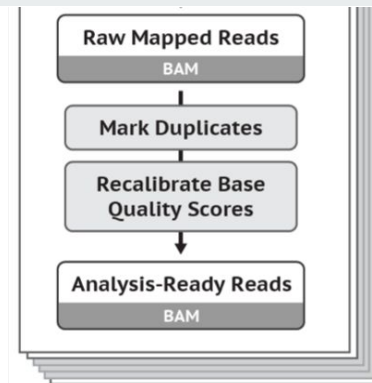 Raw Mapped Reads
BAM
Mark Duplicates
Recalibrate Base
Quality Scores
Analysis-Ready Reads
BAM